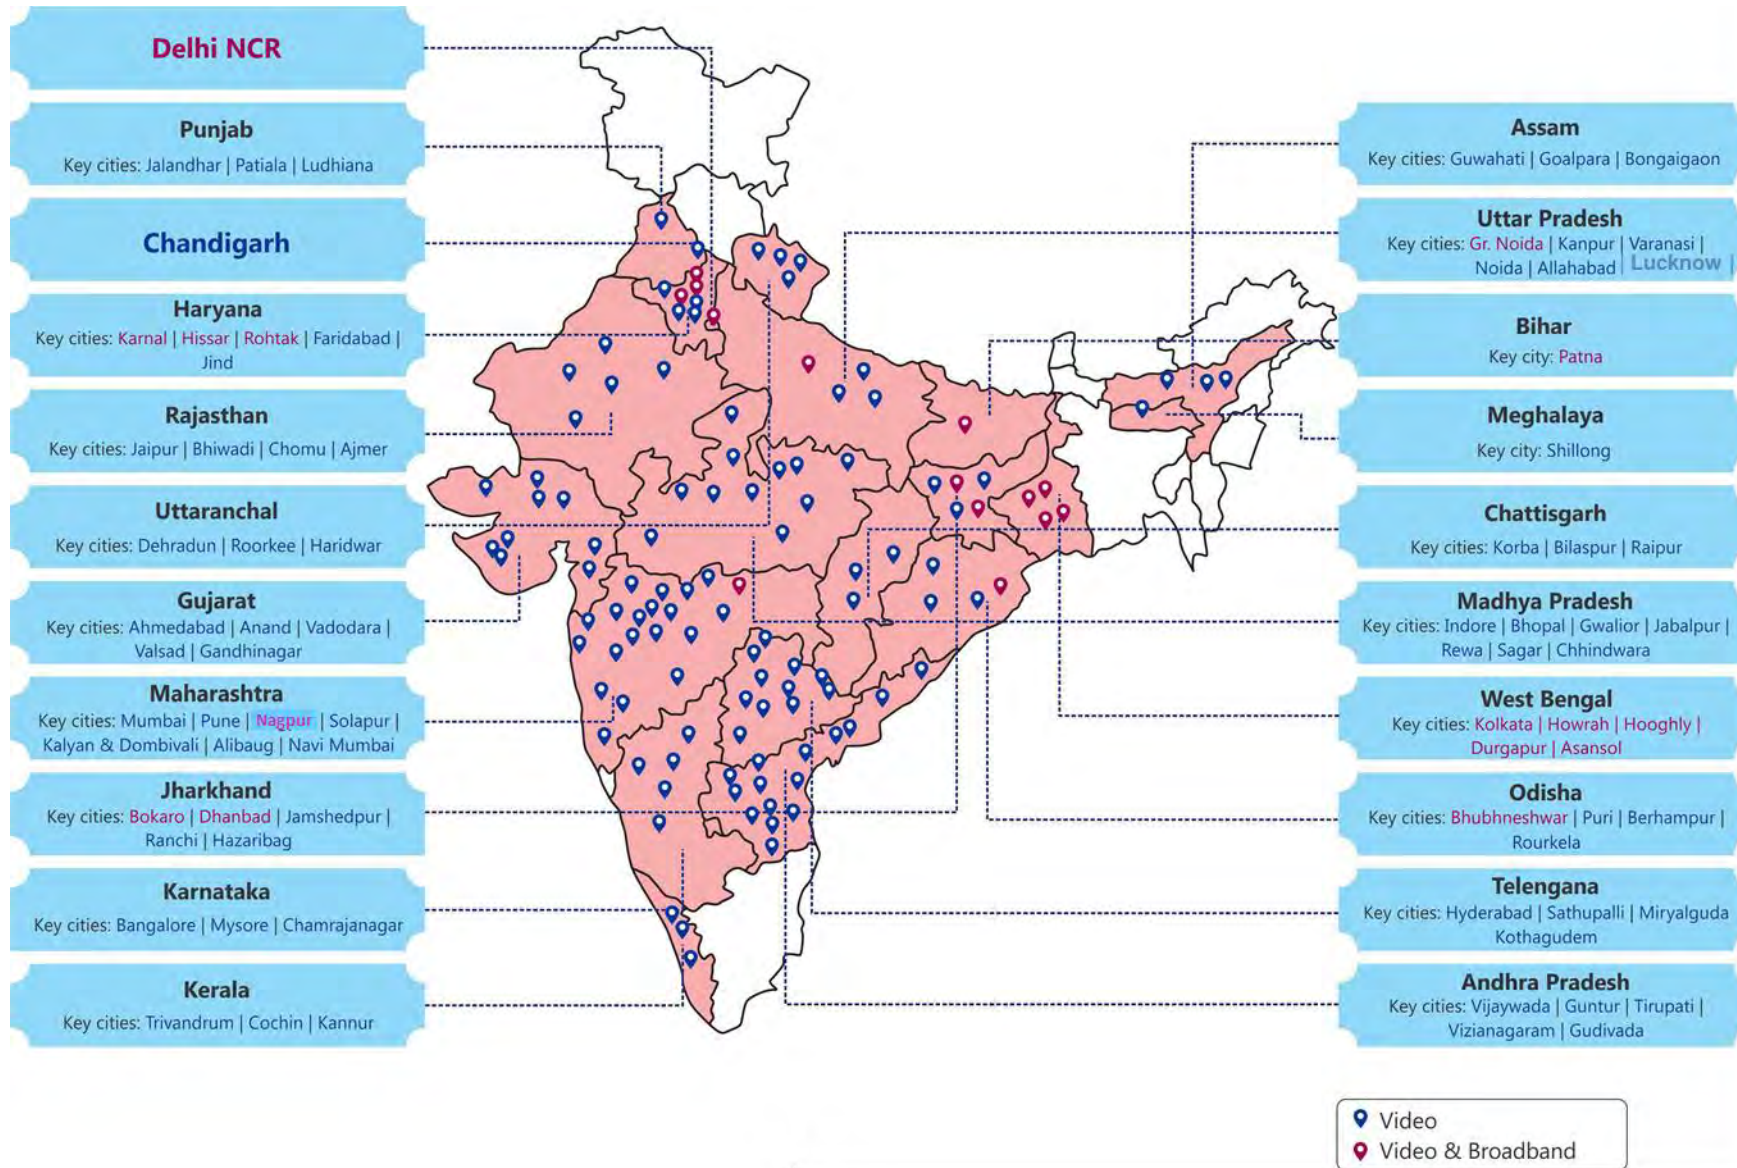 Delhi NCR
Punjab
Key cities: Jalandhar | Patiala | Ludhiana
Chandigarh
Haryana
Key cities: Karnal | Hissar | Rohtak | Faridabad |
Jind
Rajasthan
Key cities: Jaipur | Bhiwadi | Chomu | Ajmer
Uttaranchal
Key cities: Dehradun | Roorkee | Haridwar
Gujarat
Key cities: Ahmedabad | Anand | Vadodara |
Valsad | Gandhinagar
Maharashtra
Key cities: Mumbai | Pune | Nagpur | Solapur |
Kalyan & Dombivali | Alibaug | Navi Mumbai
Jharkhand
Key cities: Bokaro | Dhanbad | Jamshedpur |
Ranchi | Hazaribag
Karnataka
Key cities: Bangalore | Mysore | Chamrajanagar
Kerala
Key cities: Trivandrum | Cochin | Kannur
Assam
Key cities: Guwahati | Goalpara | Bongaigaon
Uttar Pradesh
Key cities: Gr. Noida | Kanpur | Varanasi |
Noida | Allahabad | Lucknow |
Bihar
Key city: Patna
Meghalaya
Key city: Shillong
Chattisgarh
Key cities: Korba | Bilaspur | Raipur
Madhya Pradesh
Key cities: Indore | Bhopal | Gwalior | Jabalpur |
Rewa | Sagar | Chhindwara
West Bengal
Key cities: Kolkata | Howrah | Hooghly |
Durgapur | Asansol
Odisha
Key cities: Bhubhneshwar | Puri | Berhampur |
Rourkela
Telengana
Key cities: Hyderabad | Sathupalli | Miryalguda
Kothagudem
Andhra Pradesh
Key cities: Vijaywada | Guntur | Tirupati |
Vizianagaram | Gudivada
Video
Video & Broadband